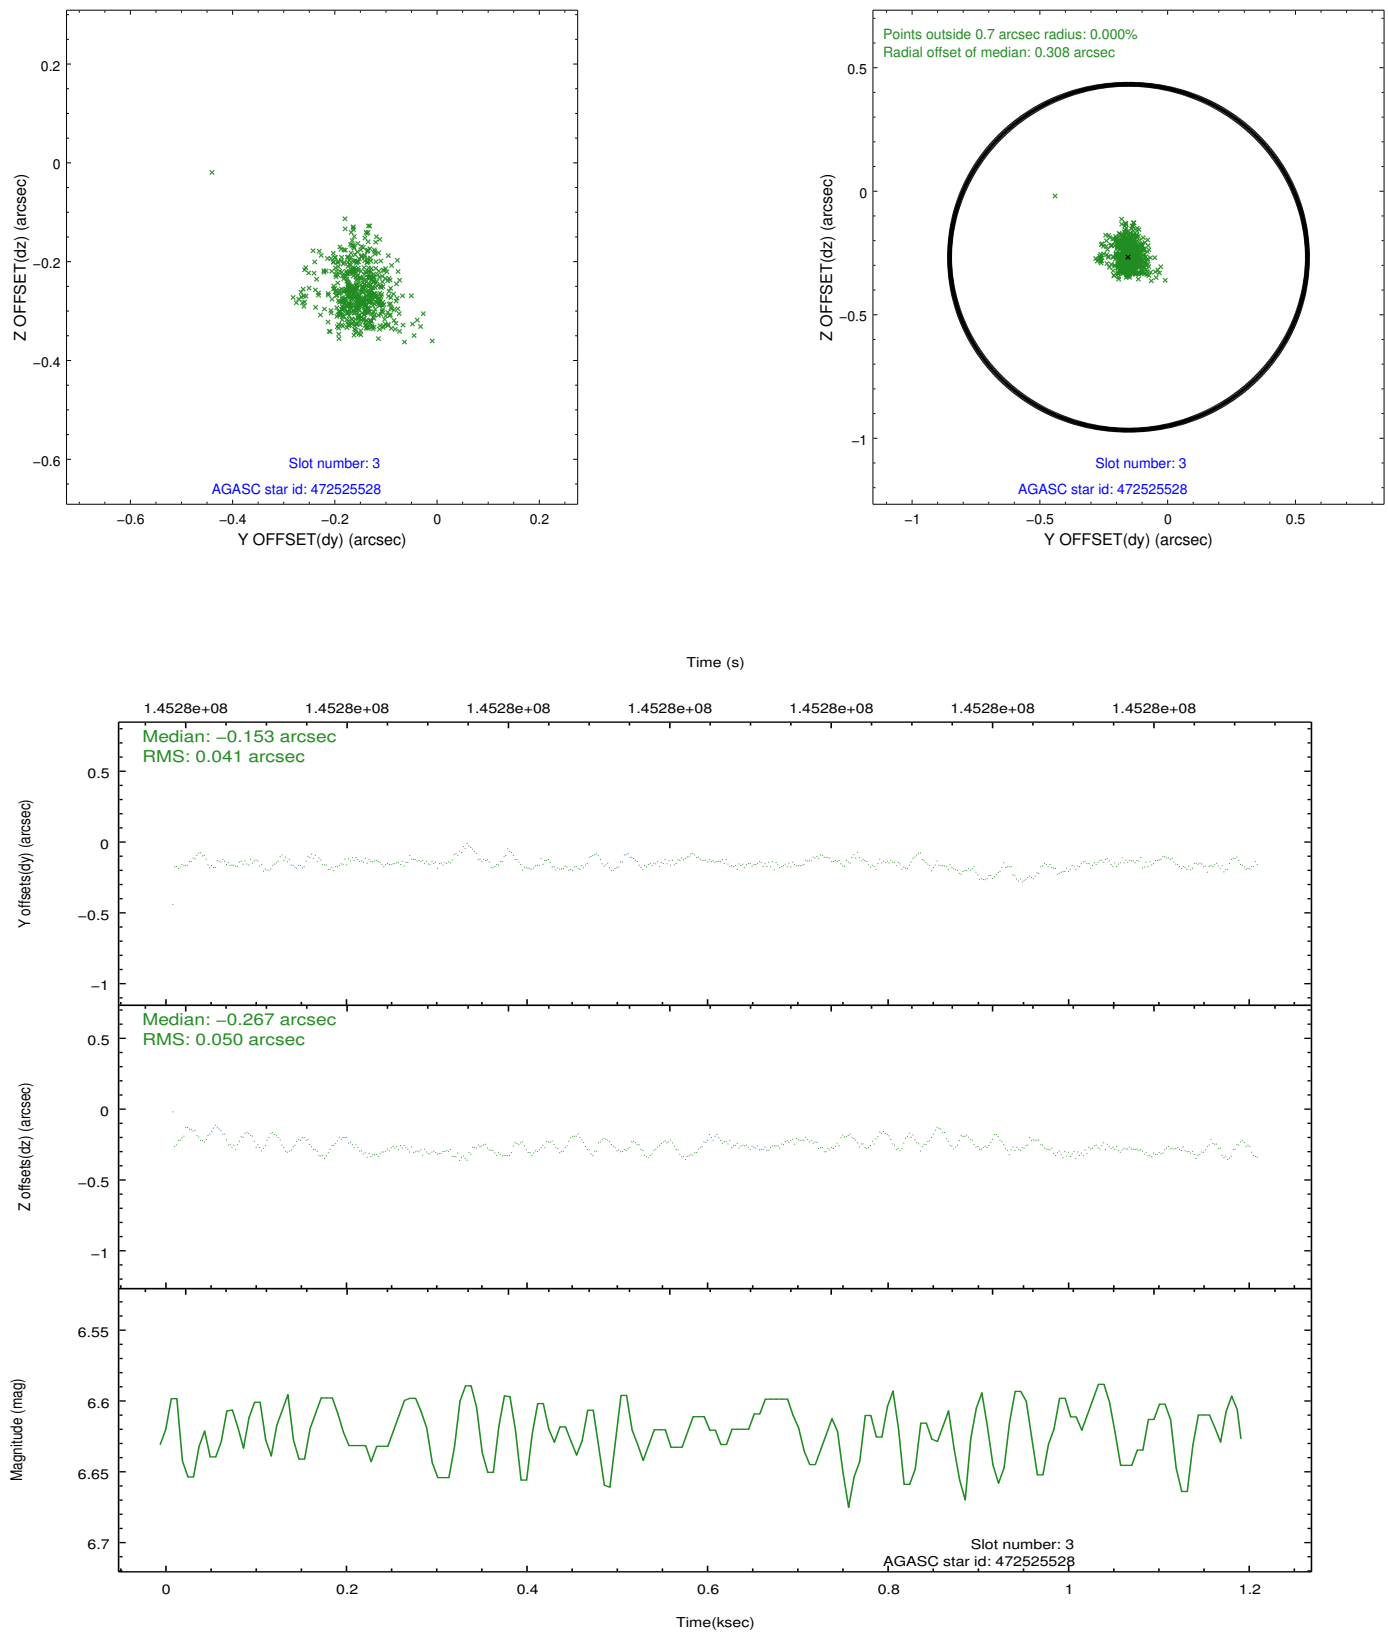 0.2
0
−0.2
−0.4
−0.6
Z OFFSET(dz) (arcsec)
Slot number: 3
AGASC star id: 472525528
−0.6
−0.4
−0.2
0
0.2
Y OFFSET(dy) (arcsec)
Points outside 0.7 arcsec radius: 0.000%
Radial offset of median: 0.308 arcsec
0.5
0
−0.5
−1
Z OFFSET(dz) (arcsec)
Slot number: 3
AGASC star id: 472525528
−1
−0.5
0
0.5
Y OFFSET(dy) (arcsec)
Time (s)
1.4528e+08
1.4528e+08
1.4528e+08
1.4528e+08
1.4528e+08
1.4528e+08
1.4528e+08
Median: −0.153 arcsec
RMS: 0.041 arcsec
0.5
0
−0.5
−1
Y offsets(dy) (arcsec)
Median: −0.267 arcsec
RMS: 0.050 arcsec
0.5
0
−0.5
−1
Z offsets(dz) (arcsec)
6.55
6.6
6.65
6.7
Magnitude (mag)
Slot number: 3
AGASC star id: 472525528
0
0.2
0.4
0.6
0.8
1
1.2
Time(ksec)